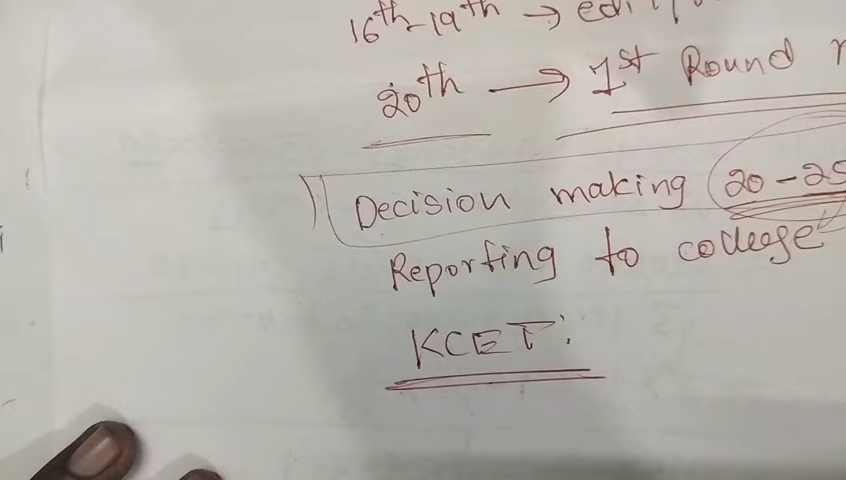 16th-19th →
20th → 1st Round
Decision making 20-25
Reporting to college
KCET: